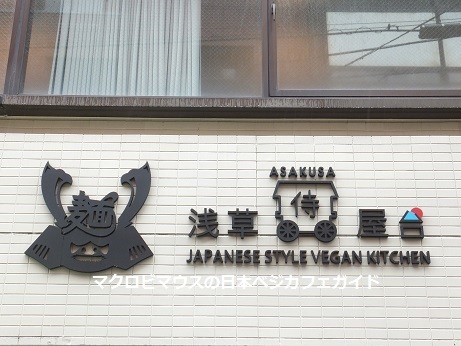 麺
ASAKUSA
浅草 侍 屋台
JAPANESE STYLE VEGAN KITCHEN
マクロビマウスの日本ベジカフェガイド